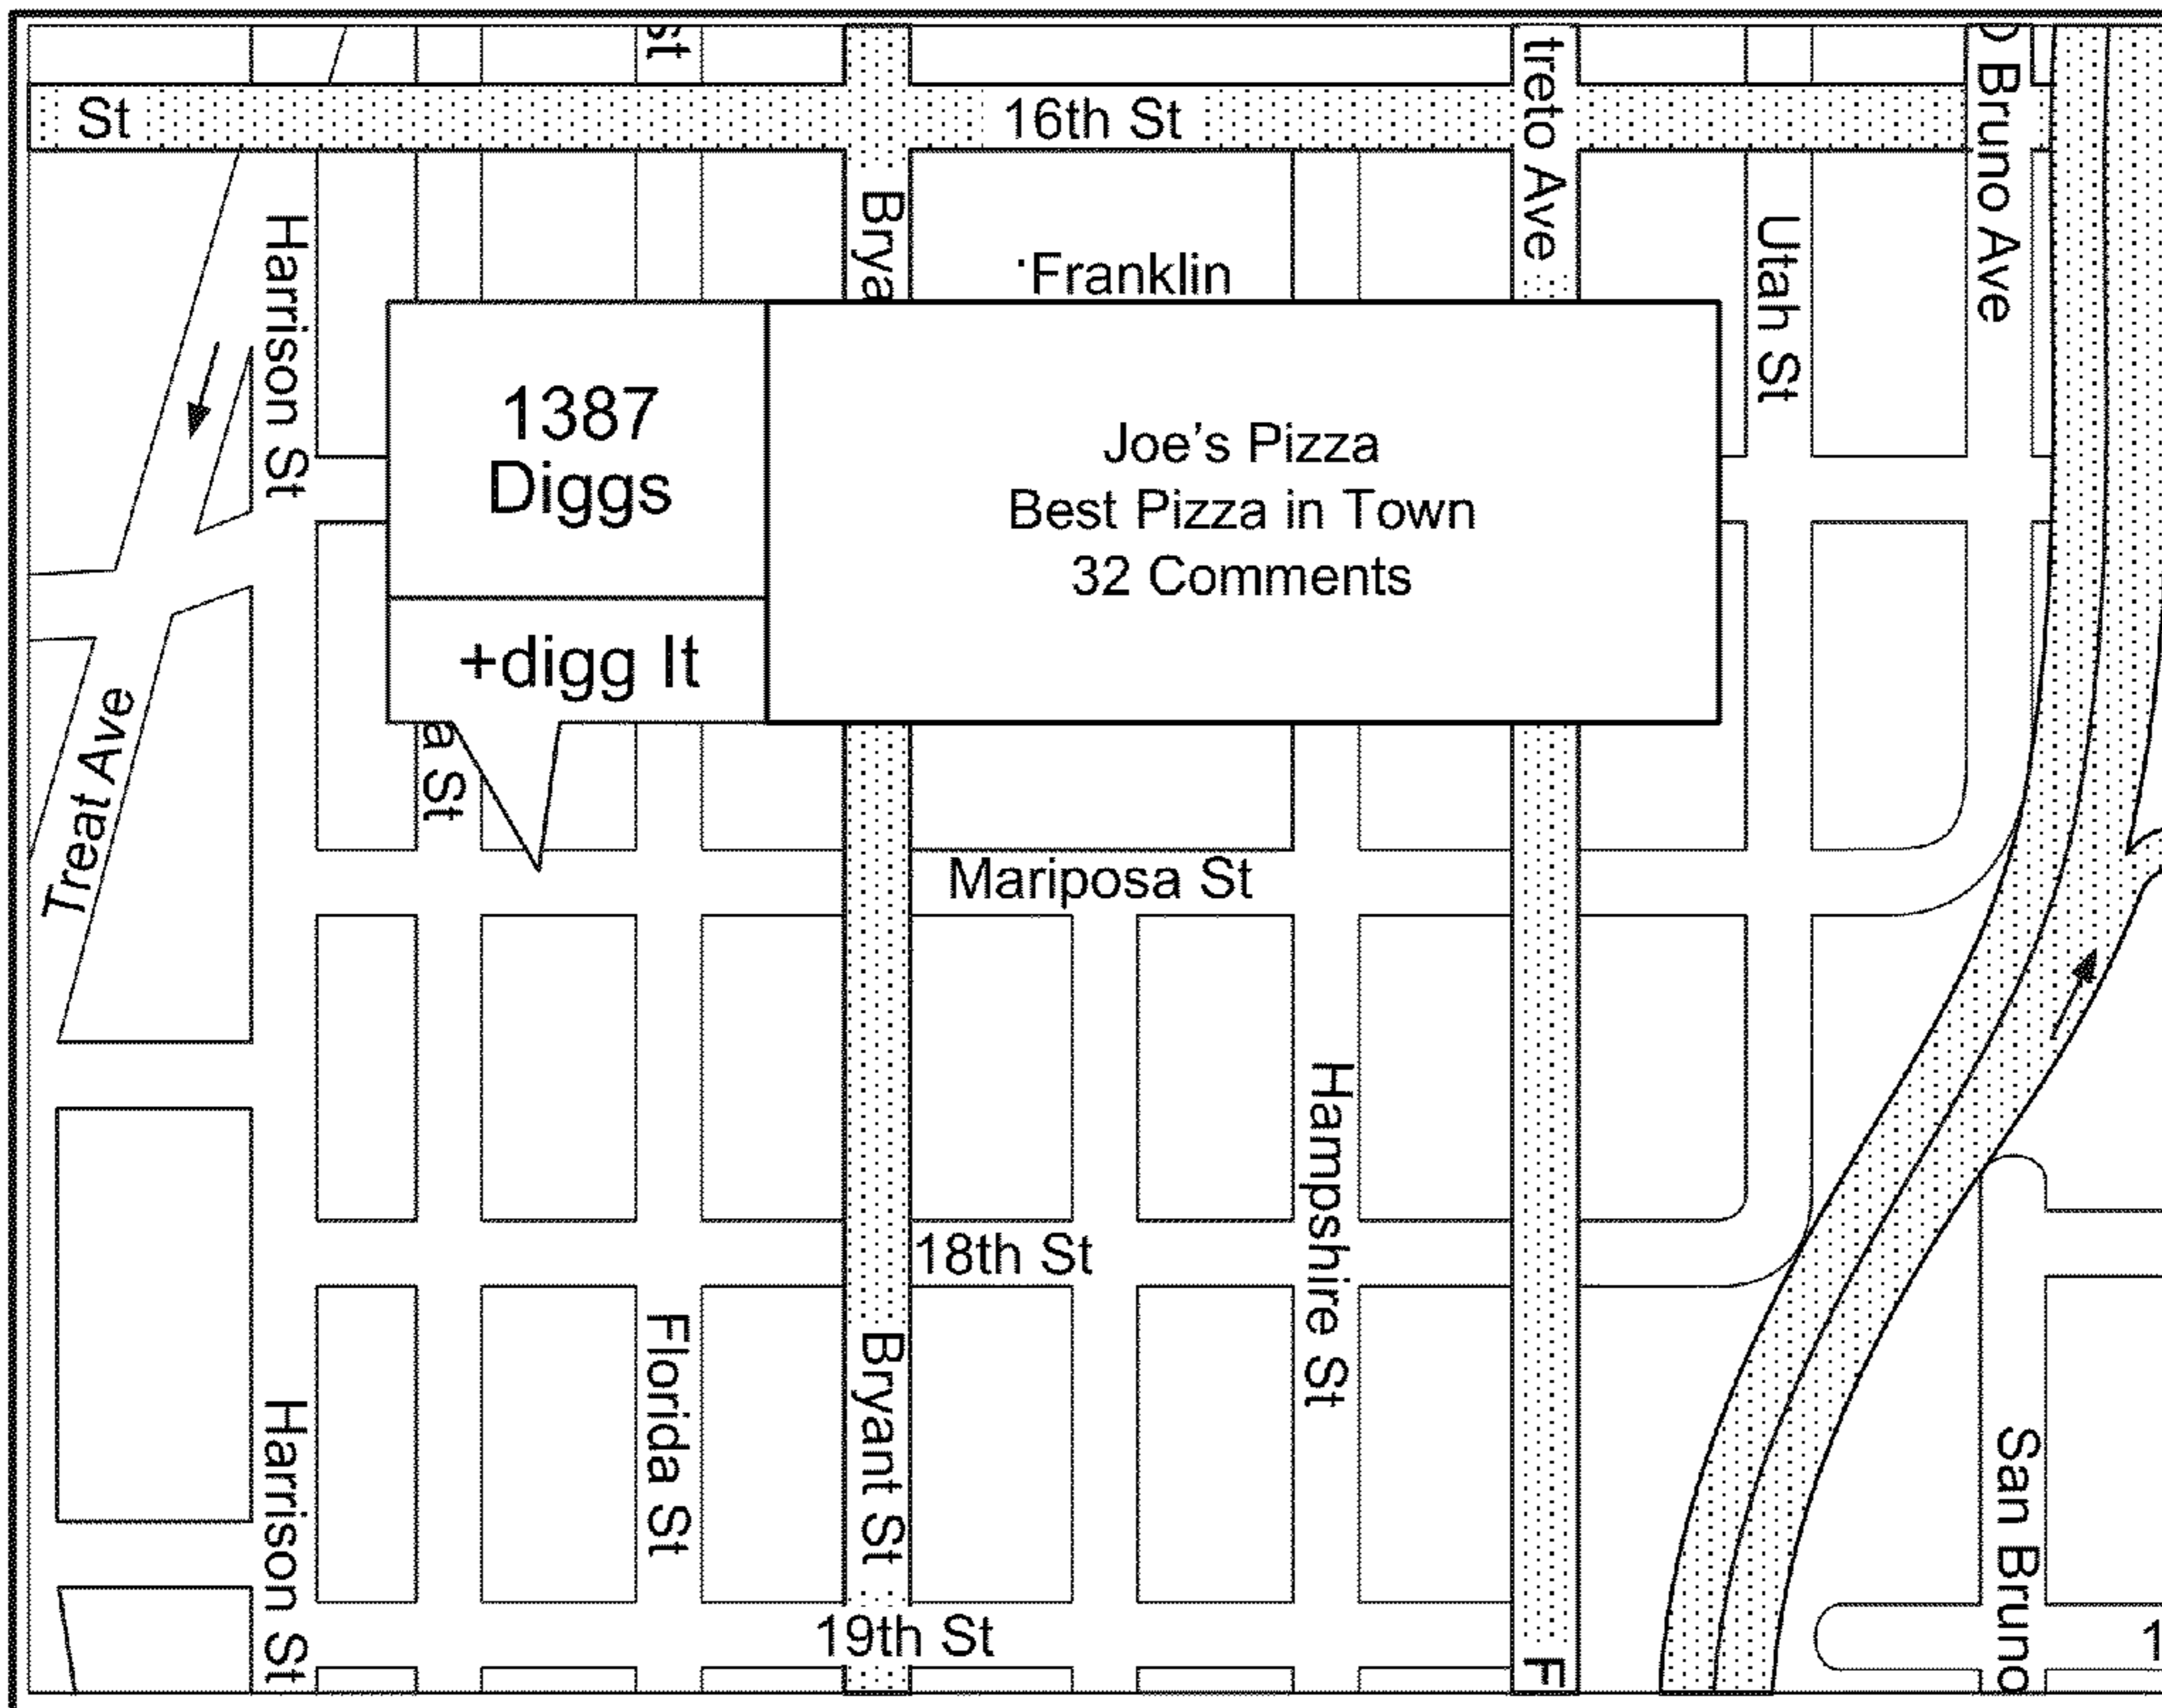 st
St
16th St
treto Ave
Bruno Ave
Harrison St
Brya
Franklin
Utah St
1387
Diggs
+digg It
Joe's Pizza
Best Pizza in Town
32 Comments
Treat Ave
a St
Mariposa St
18th St
Hampshire St
Florida St
Bryant St
Harrison St
19th St
F
San Bruno
1